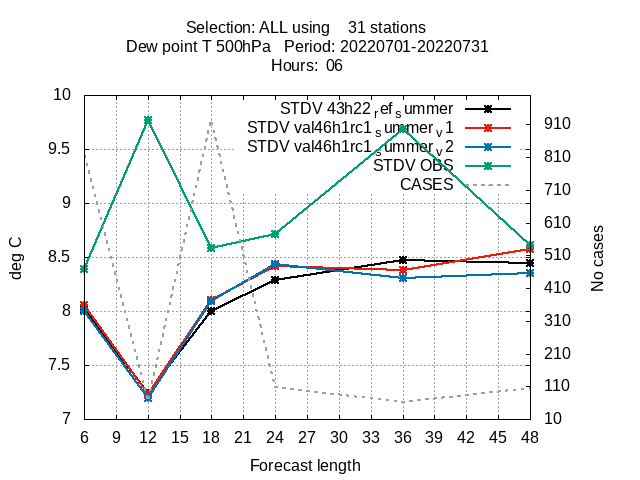 Selection: ALL using 31 stations
Dew point T 500hPa Period: 20220701-20220731
Hours: 06
STDV 43h22_ref_summer
STDV val46h1rc1_summer_v1
STDV val46h1rc1_summer_v2
STDV OBS
CASES
deg C
No cases
10
9.5
9
8.5
8
7.5
7
910
810
710
610
510
410
310
210
110
10
6 9 12 15 18 21 24 27 30 33 36 39 42 45 48
Forecast length